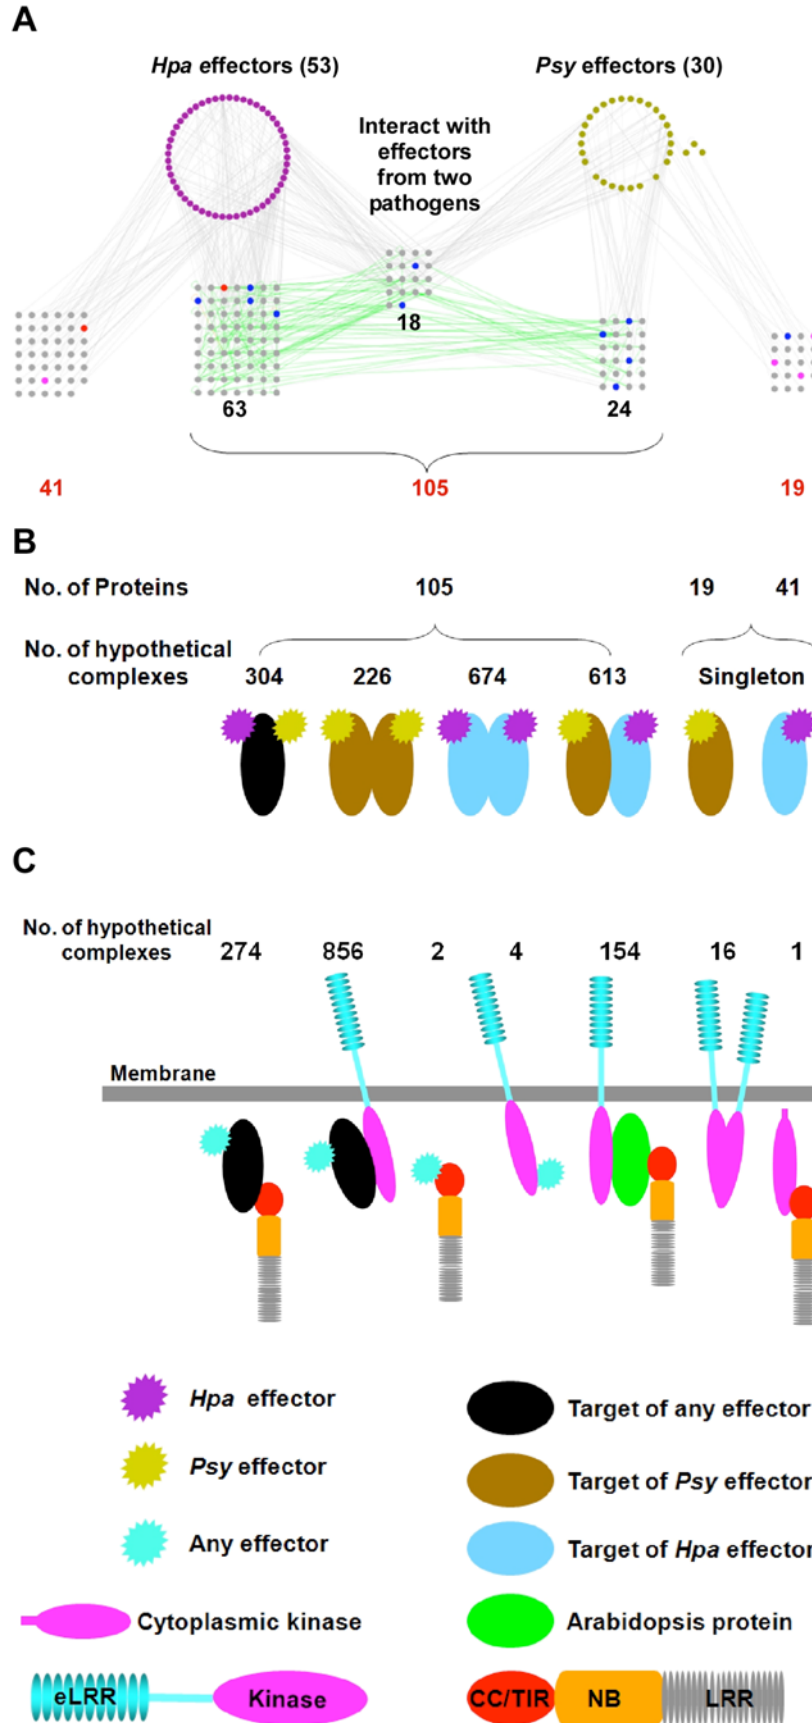 A
Hpa effectors (53)
Psy effectors (30)
Interact with
effectors
from two
pathogens
18
63
24
41
105
19
B
No. of Proteins
105
19
41
No. of hypothetical
complexes
304
226
674
613
Singleton
C
No. of hypothetical
complexes
274
856
2
4
154
16
1
Membrane
Hpa effector
Target of any effector
Psy effector
Target of Psy effector
Any effector
Target of Hpa effector
Cytoplasmic kinase
Arabidopsis protein
eLRR
Kinase
CC/TIR
NB
LRR